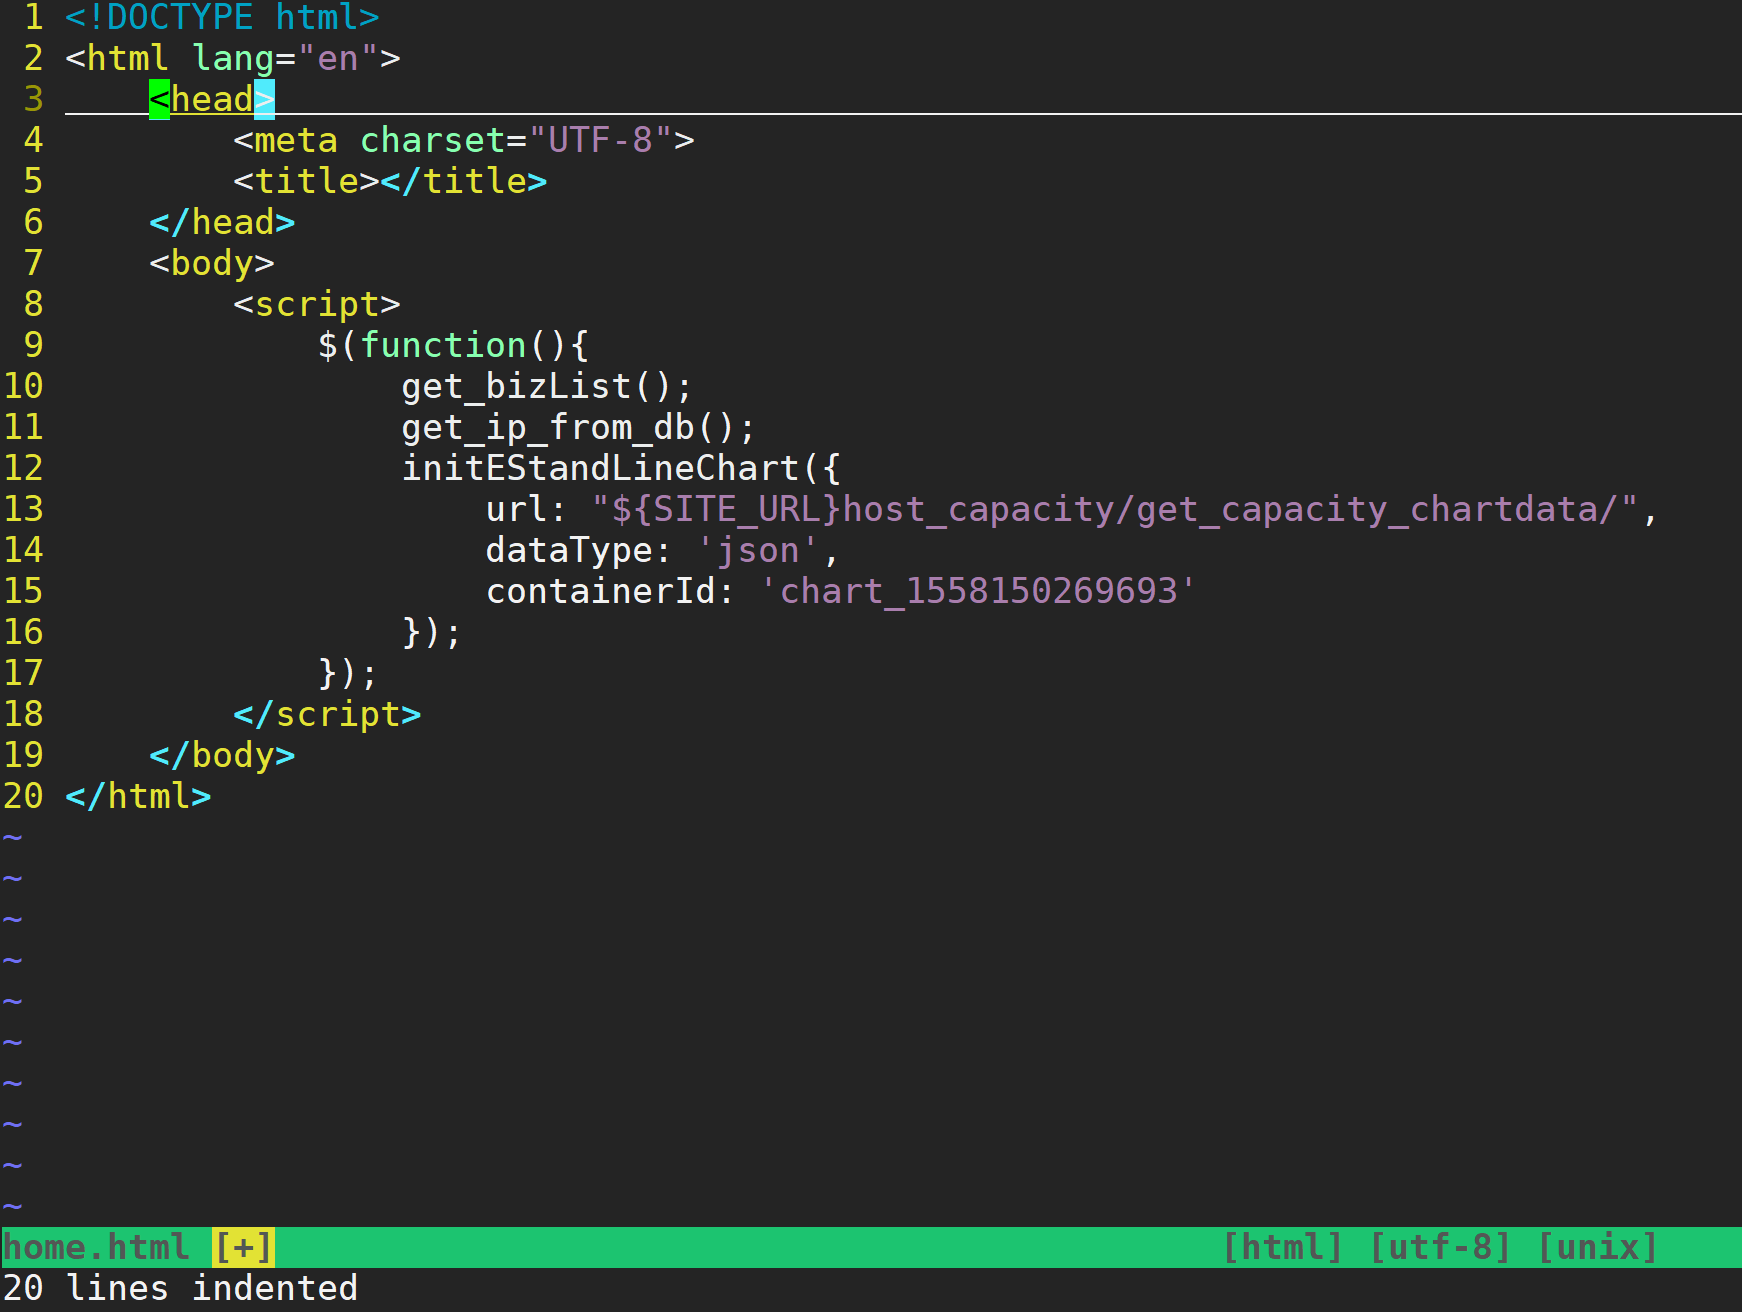 1 <!DOCTYPE html>
2 <html lang="en">
3     <head>
4         <meta charset="UTF-8">
5         <title></title>
6     </head>
7     <body>
8         <script>
9             $(function(){
10                 get_bizList();
11                 get_ip_from_db();
12                 initEStandLineChart({
13                     url: "${SITE_URL}host_capacity/get_capacity_chartdata/",
14                     dataType: 'json',
15                     containerId: 'chart_1558150269693'
16                 });
17             });
18         </script>
19     </body>
20 </html>
~
~
~
~
~
~
~
~
~
~
home.html [+] [html] [utf-8] [unix]
20 lines indented